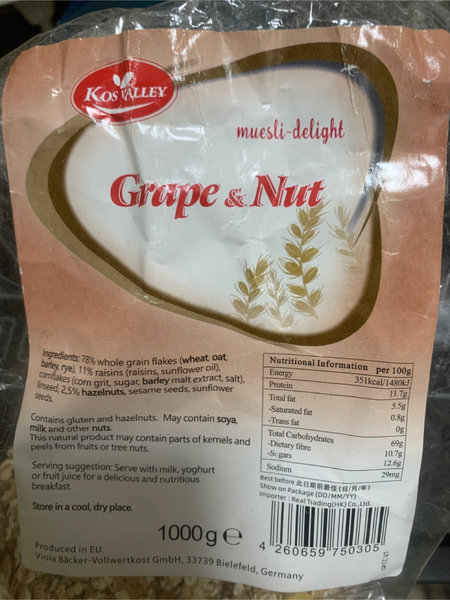 KOS VALLEY
muesli-delight
Grape & Nut
Ingredients: 78% whole grain flakes (wheat, oat,
barley, rye), 11% raisins (raisins, sunflower oil),
cornflakes (corn grit, sugar, barley malt extract, salt),
linseed, 2,5% hazelnuts, sesame seeds, sunflower
seeds.
Contains gluten and hazelnuts. May contain soya,
milk and other nuts.
This natural product may contain parts of kernels and
peels from fruits or tree nuts.
Serving suggestion: Serve with milk, yoghurt
or fruit juice for a delicious and nutritious
breakfast.
Store in a cool, dry place.
1000g e
Produced in EU.
Viola Bäcker-Vollwertkost GmbH, 33739 Bielefeld, Germany
Nutritional Information per 100g
Energy 351kcal/1480kJ
Protein 11.7g
Total fat 5.5g
-Saturated fat 0.8g
-Trans fat 0g
Total Carbohydrates 69g
-Dietary fibre 10.7g
-Sugars 12.6g
Sodium 29mg
Best before 此日期前最佳 (日/月/年)
Show on Package (DD/MM/YY)
Importer : Real Trading(HK) Co.,Ltd.
4 260659 750305